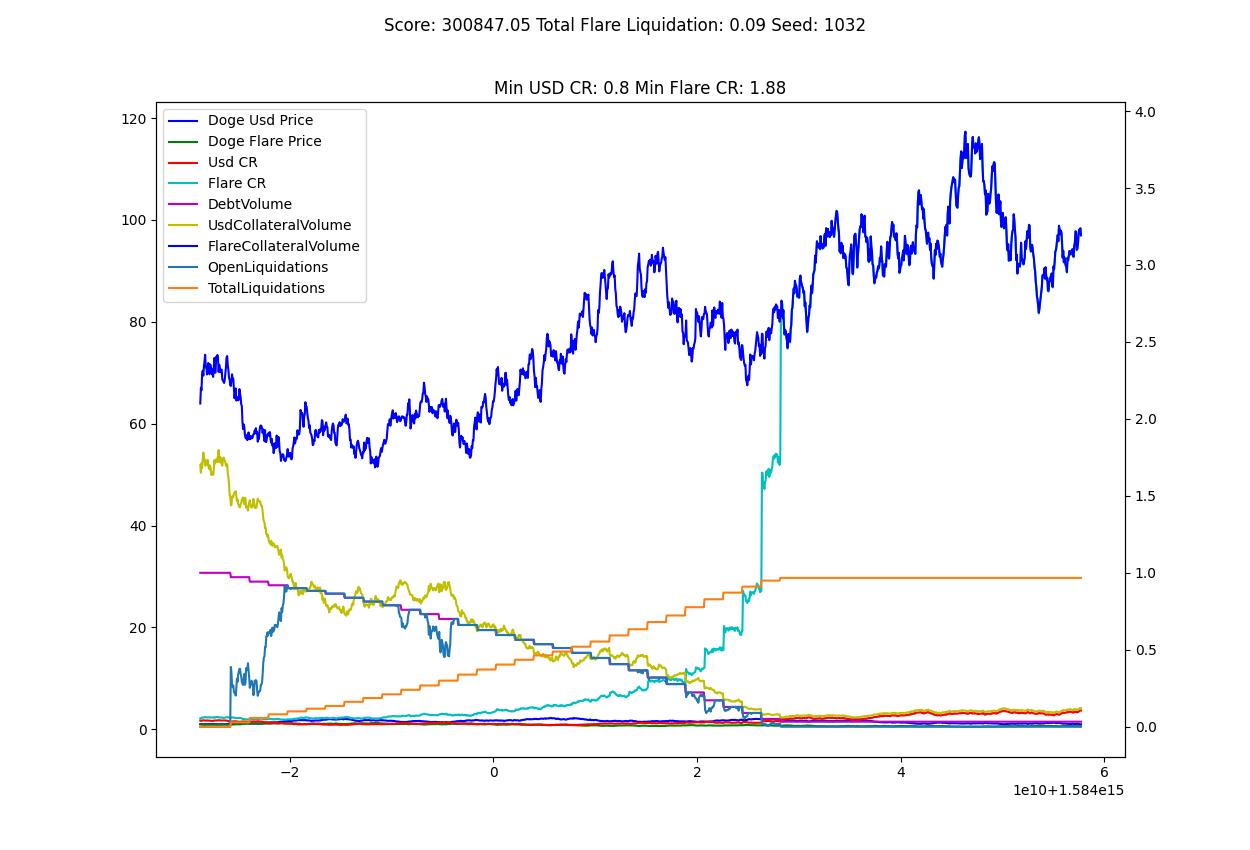 Score: 300847.05 Total Flare Liquidation: 0.09 Seed: 1032
Min USD CR: 0.8 Min Flare CR: 1.88
Doge Usd Price
Doge Flare Price
Usd CR
Flare CR
DebtVolume
UsdCollateralVolume
FlareCollateralVolume
OpenLiquidations
TotalLiquidations
120
100
80
60
40
20
0
4.0
3.5
3.0
2.5
2.0
1.5
1.0
0.5
0.0
−2
0
2
4
6
1e10+1.584e15